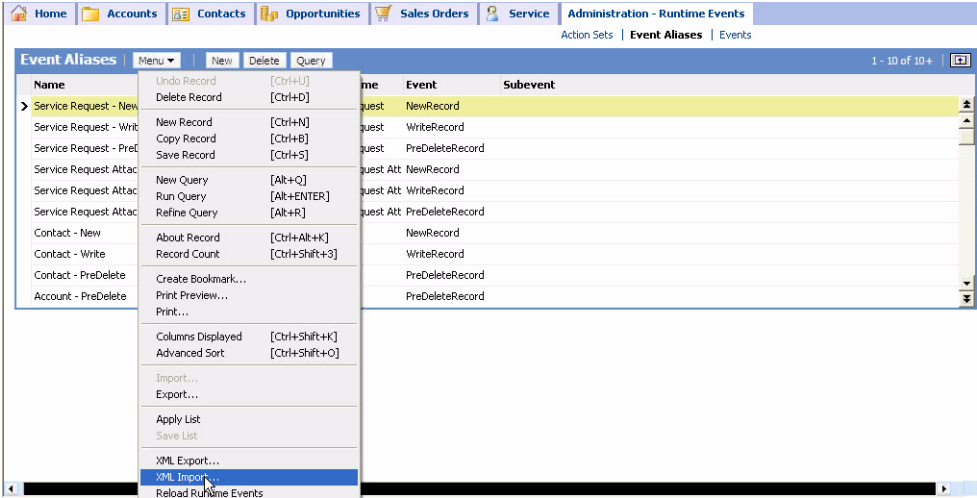 Home Accounts Contacts Opportunities Sales Orders Service Administration - Runtime Events
Action Sets | Event Aliases | Events
Event Aliases | Menu ▾ | New Delete Query 1 - 10 of 10+
Name me Event Subevent
Service Request - New quest NewRecord
Service Request - Writ quest WriteRecord
Service Request - PreD quest PreDeleteRecord
Service Request Attac quest Att NewRecord
Service Request Attac quest Att WriteRecord
Service Request Attac quest Att PreDeleteRecord
Contact - New NewRecord
Contact - Write WriteRecord
Contact - PreDelete PreDeleteRecord
Account - PreDelete PreDeleteRecord
Undo Record [Ctrl+U]
Delete Record [Ctrl+D]
New Record [Ctrl+N]
Copy Record [Ctrl+B]
Save Record [Ctrl+S]
New Query [Alt+Q]
Run Query [Alt+ENTER]
Refine Query [Alt+R]
About Record [Ctrl+Alt+K]
Record Count [Ctrl+Shift+3]
Create Bookmark...
Print Preview...
Print...
Columns Displayed [Ctrl+Shift+K]
Advanced Sort [Ctrl+Shift+O]
Import...
Export...
Apply List
Save List
XML Export...
XML Import...
Reload Runtime Events